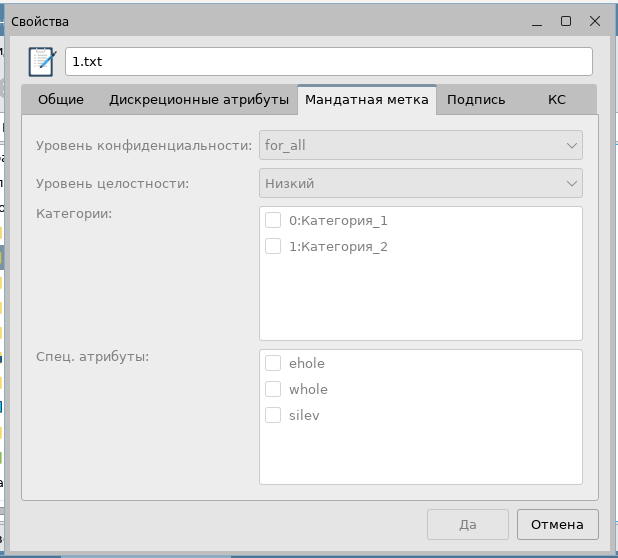 Свойства
1.txt
Общие Дискреционные атрибуты Мандатная метка Подпись КС
Уровень конфиденциальности: for_all
Уровень целостности: Низкий
Категории: 0:Категория_1
1:Категория_2
Спец. атрибуты: ehole
whole
silev
Да Отмена